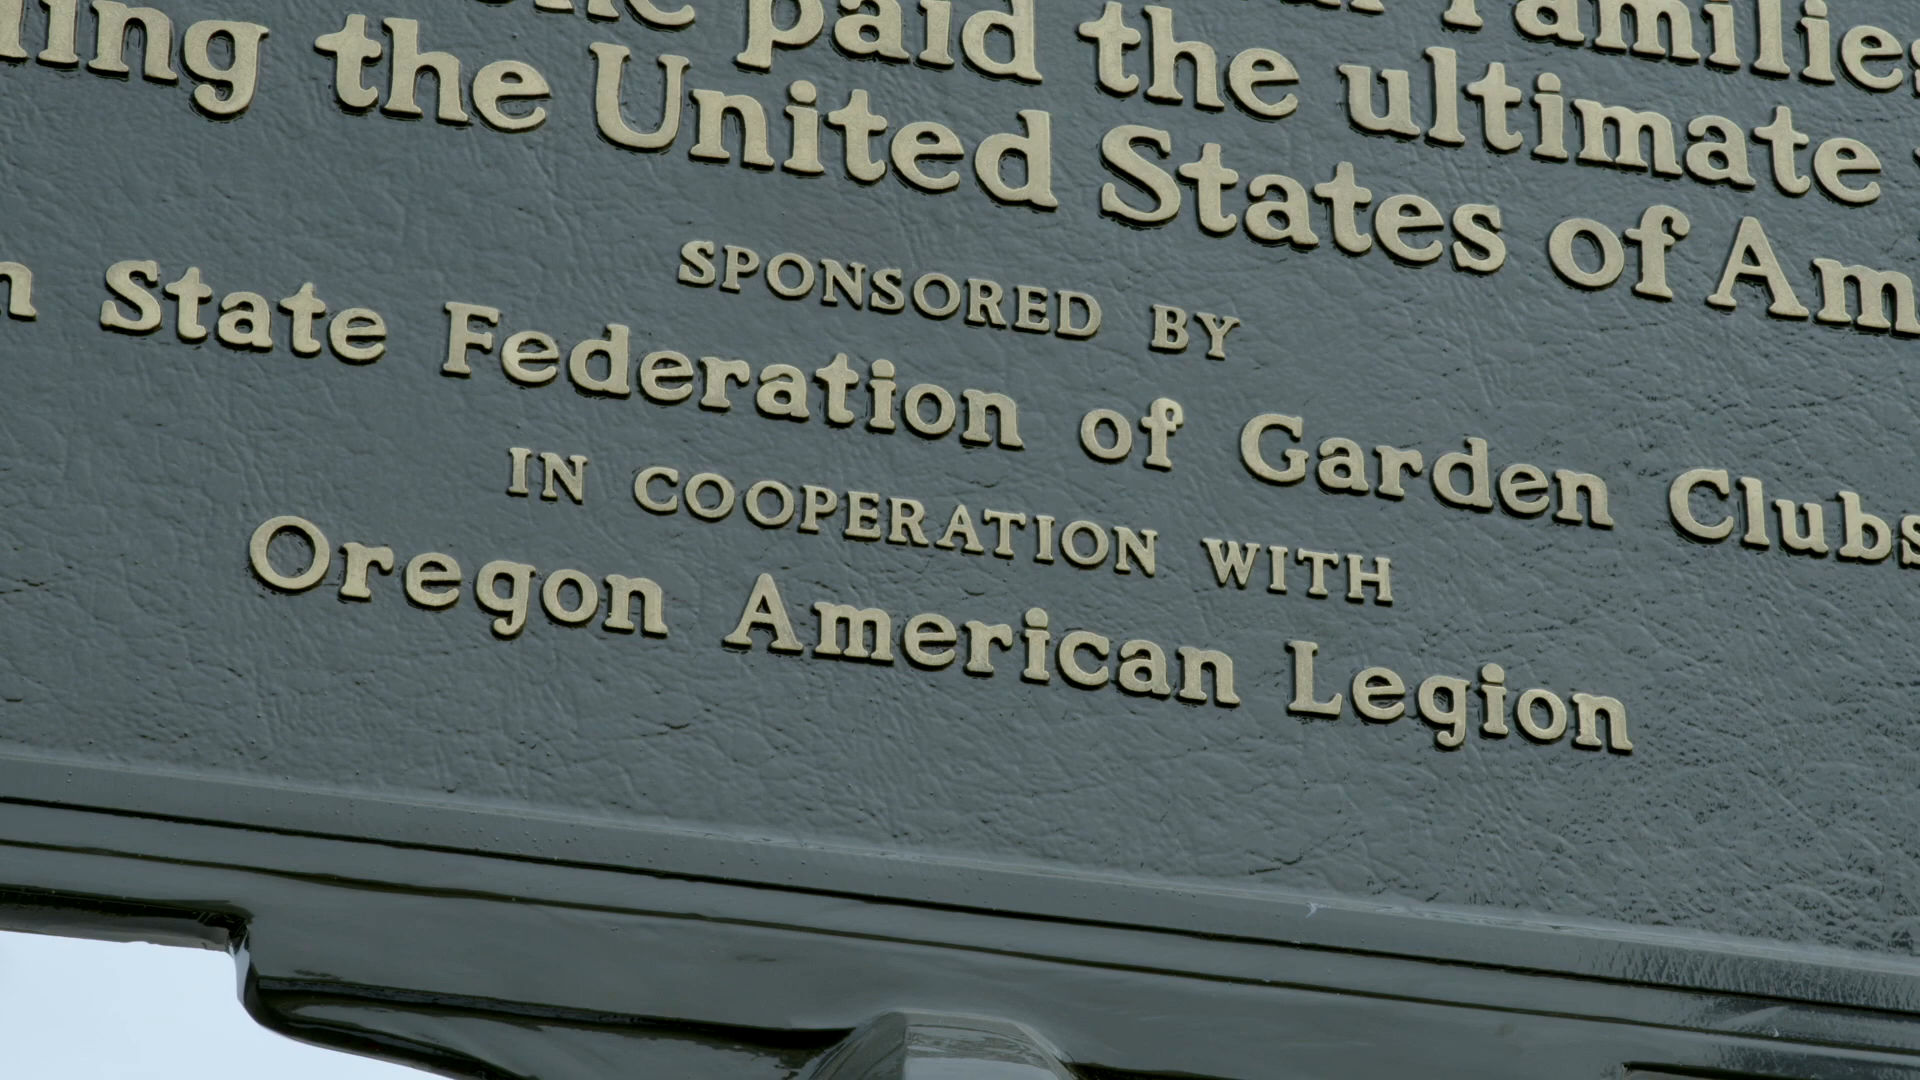 Families
paid the ultimate
the United States of
SPONSORED BY
State Federation of Garden Clubs
IN COOPERATION WITH
Oregon American Legion